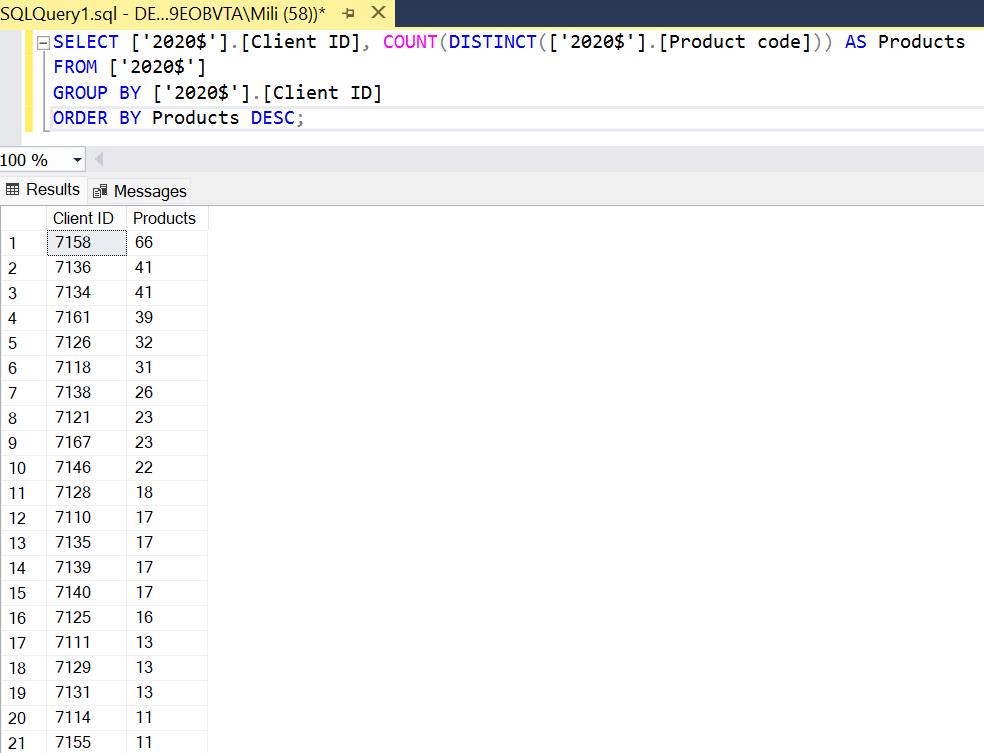 SQLQuery1.sql - DE...9EOBVTA\Mili (58))*
SELECT ['2020$'].[Client ID], COUNT(DISTINCT(['2020$'].[Product code])) AS Products
FROM ['2020$']
GROUP BY ['2020$'].[Client ID]
ORDER BY Products DESC;
100 %
Results Messages
Client ID Products
1 7158 66
2 7136 41
3 7134 41
4 7161 39
5 7126 32
6 7118 31
7 7138 26
8 7121 23
9 7167 23
10 7146 22
11 7128 18
12 7110 17
13 7135 17
14 7139 17
15 7140 17
16 7125 16
17 7111 13
18 7129 13
19 7131 13
20 7114 11
21 7155 11